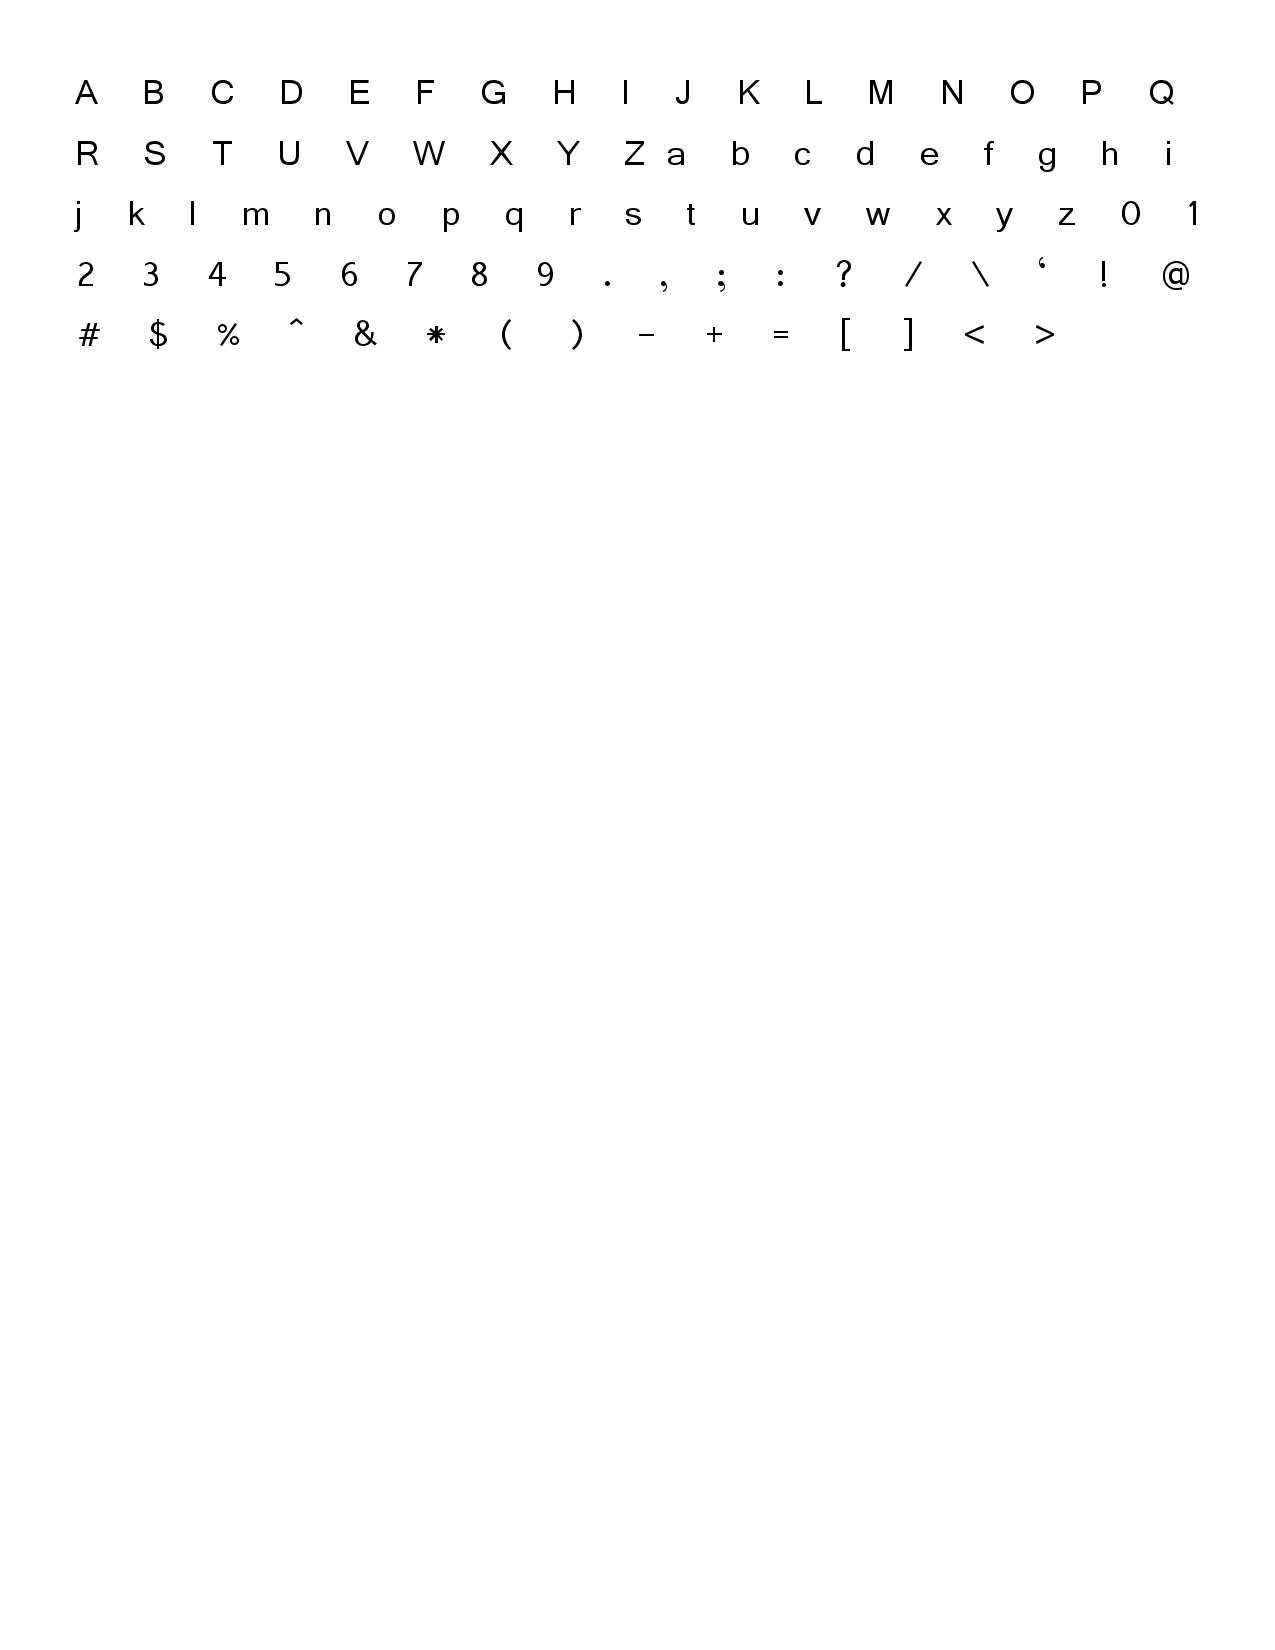 A B C D E F G H I J K L M N O P Q
R S T U V W X Y Z a b c d e f g h i
j k l m n o p q r s t u v w x y z 0 1
2 3 4 5 6 7 8 9 . , ; : ? / \ ‘ ! @
# $ % ^ & * ( ) - + = [ ] < >